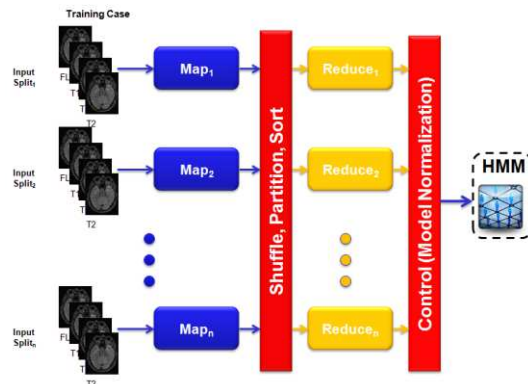 Training Case
Input
Split₁
FL
T1
T2
Map₁
Reduce₁
Input
Split₂
FL
T1
T2
Map₂
Reduce₂
Shuffle, Partition, Sort
Control (Model Normalization)
HMM
Input
Splitₙ
FL
T1
T2
Mapₙ
Reduceₙ